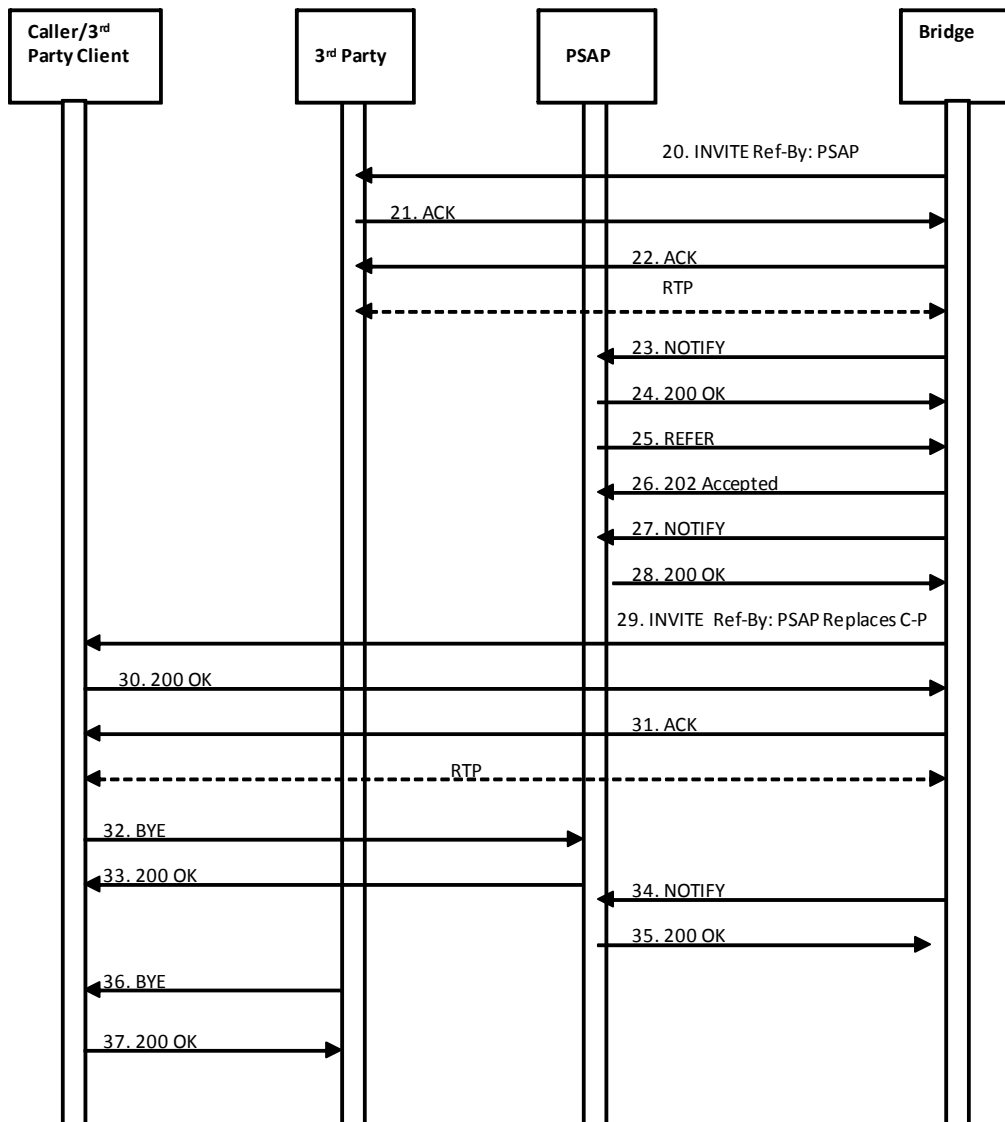 Caller/3rd
Party Client
3rd Party
PSAP
Bridge
20. INVITE Ref-By: PSAP
21. ACK
22. ACK
RTP
23. NOTIFY
24. 200 OK
25. REFER
26. 202 Accepted
27. NOTIFY
28. 200 OK
29. INVITE Ref-By: PSAP Replaces C-P
30. 200 OK
31. ACK
RTP
32. BYE
33. 200 OK
34. NOTIFY
35. 200 OK
36. BYE
37. 200 OK